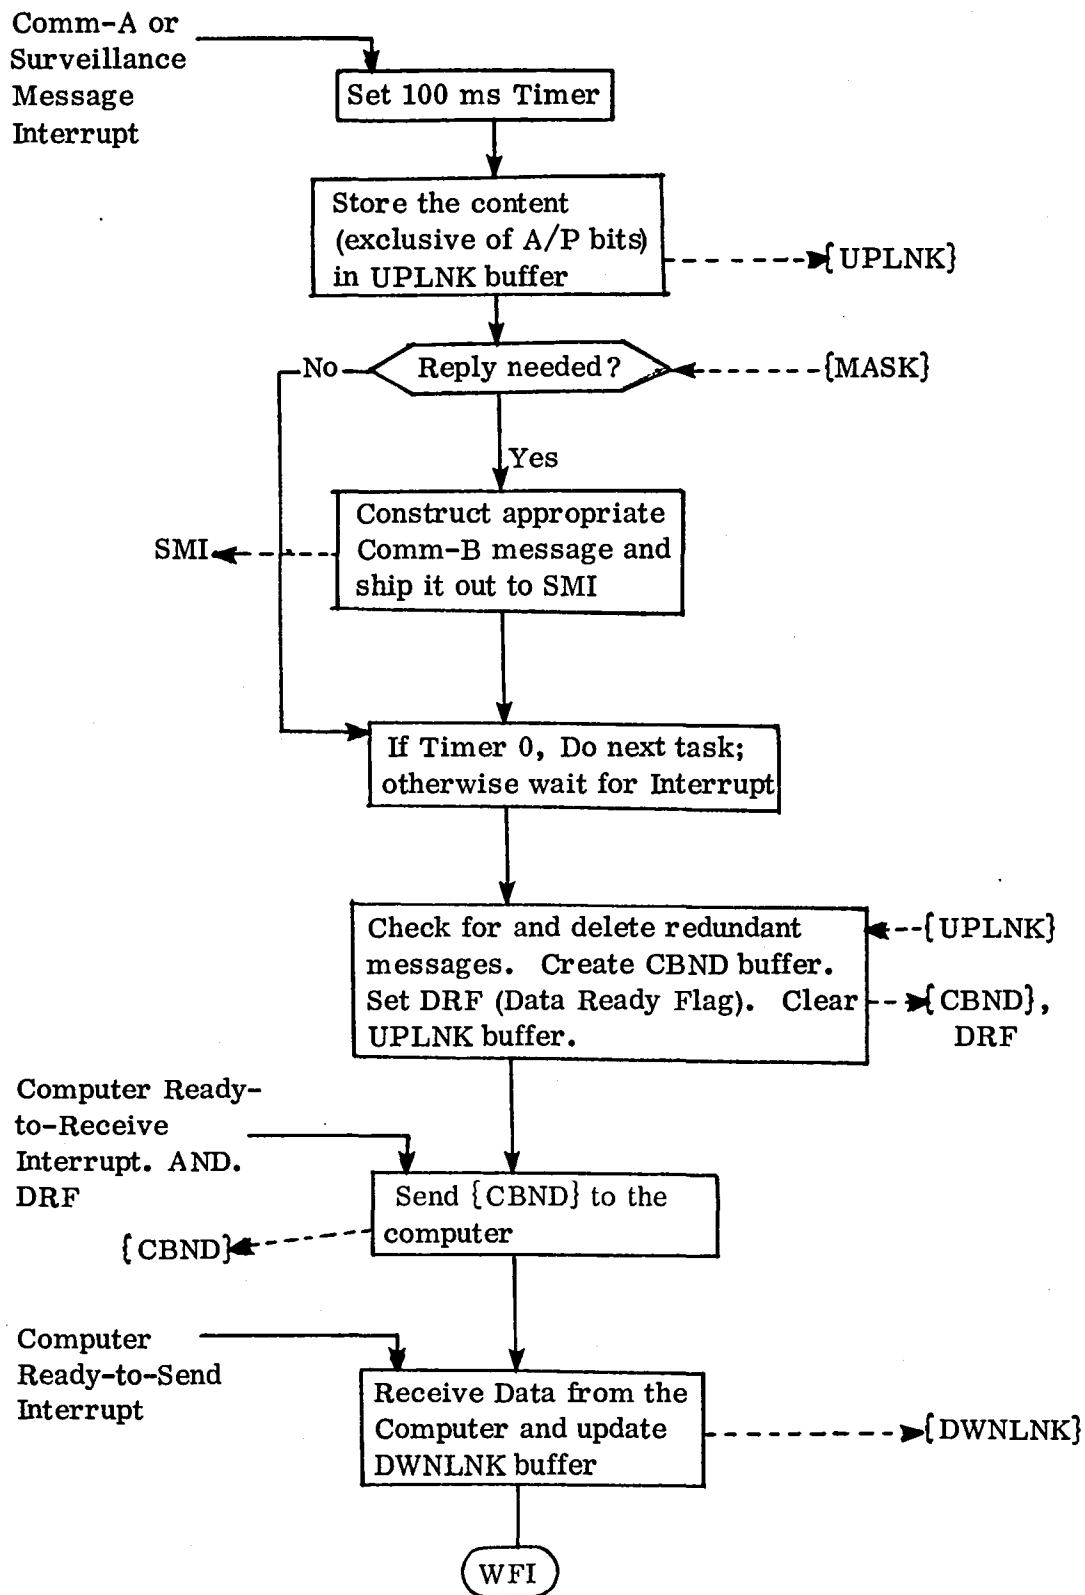 Comm-A or
Surveillance
Message
Interrupt
Set 100 ms Timer
Store the content
(exclusive of A/P bits)
in UPLNK buffer
{UPLNK}
No
Reply needed?
{MASK}
Yes
Construct appropriate
Comm-B message and
ship it out to SMI
SMI
If Timer 0, Do next task;
otherwise wait for Interrupt
Check for and delete redundant
messages. Create CBND buffer.
Set DRF (Data Ready Flag). Clear
UPLNK buffer.
{UPLNK}
{CBND},
DRF
Computer Ready-
to-Receive
Interrupt. AND.
DRF
Send {CBND} to the
computer
{CBND}
Computer
Ready-to-Send
Interrupt
Receive Data from the
Computer and update
DWNLNK buffer
{DWNLNK}
WFI